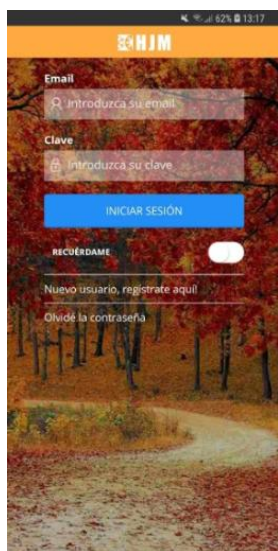 62% 13:17
HJM
Email
Introduzca su email
Clave
Introduzca su clave
INICIAR SESIÓN
RECUÉRDAME
Nuevo usuario, registrate aquí!
Olvidé la contraseña